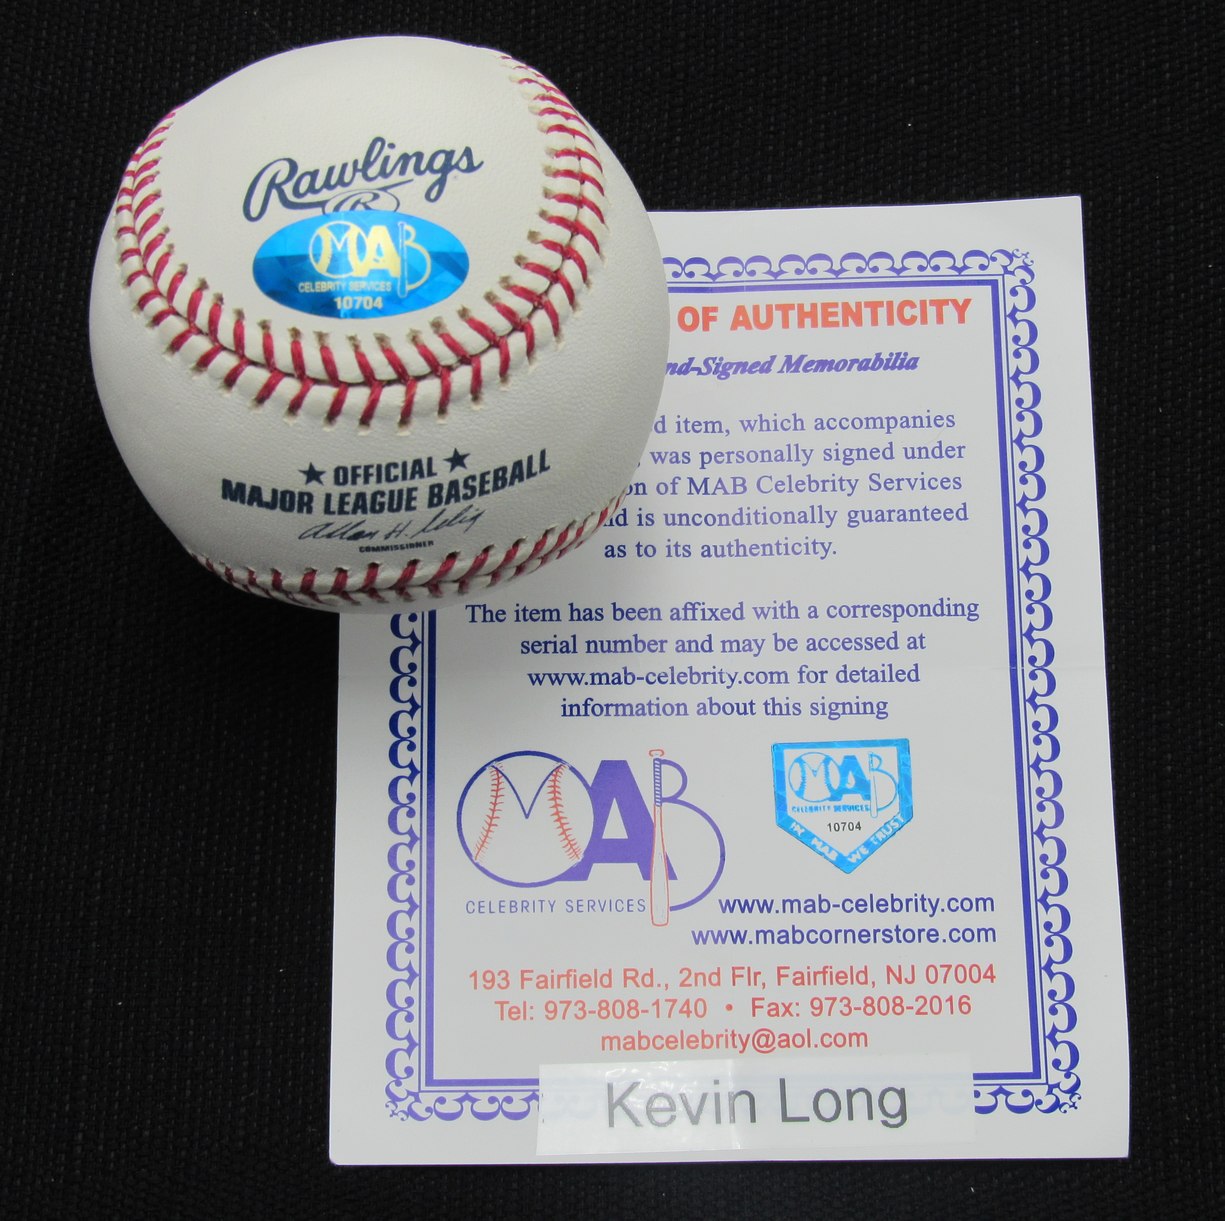 Rawlings
R
MAB
CELEBRITY SERVICES
10704
★ OFFICIAL ★
MAJOR LEAGUE BASEBALL
Allan H. Selig
COMMISSIONER
OF AUTHENTICITY
nd-Signed Memorabilia
d item, which accompanies
, was personally signed under
on of MAB Celebrity Services
nd is unconditionally guaranteed
as to its authenticity.
The item has been affixed with a corresponding
serial number and may be accessed at
www.mab-celebrity.com for detailed
information about this signing
MAB
CELEBRITY SERVICES
MAB
CELEBRITY SERVICES
10704
IN MAB WE TRUST
www.mab-celebrity.com
www.mabcornerstore.com
193 Fairfield Rd., 2nd Flr, Fairfield, NJ 07004
Tel: 973-808-1740 • Fax: 973-808-2016
mabcelebrity@aol.com
Kevin Long